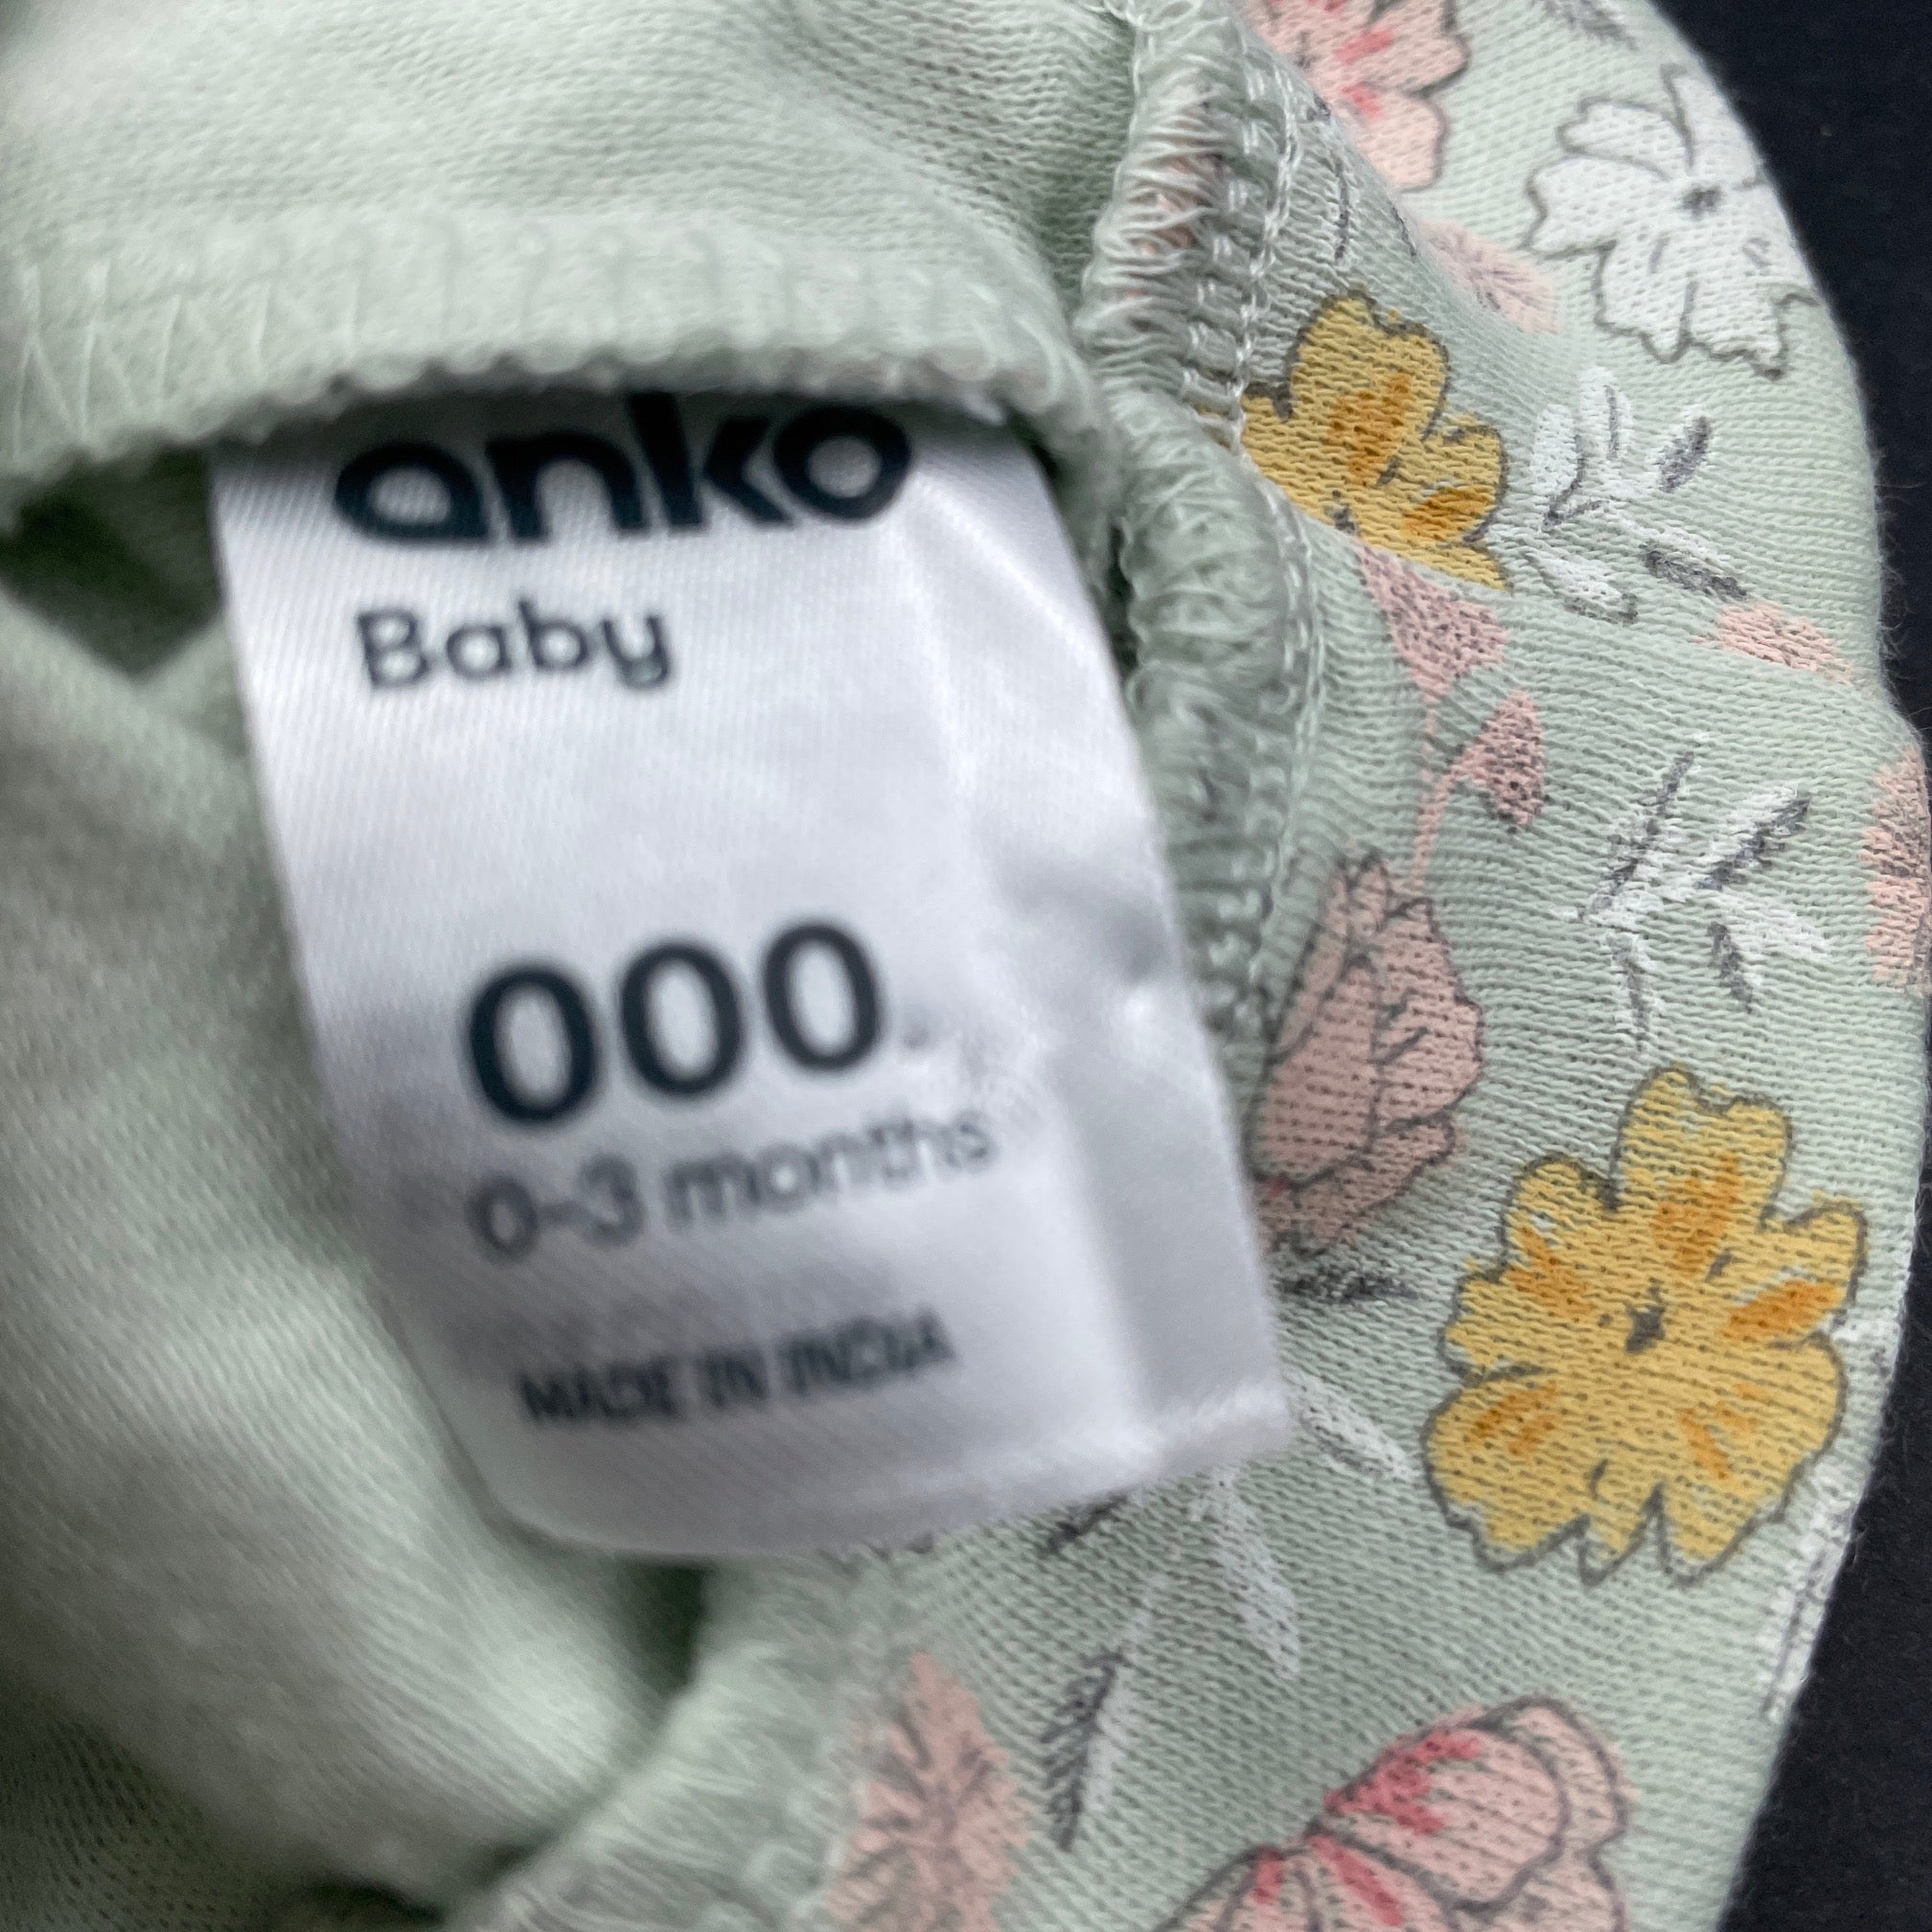 anko
Baby
000
0-3 months
MADE IN INDIA